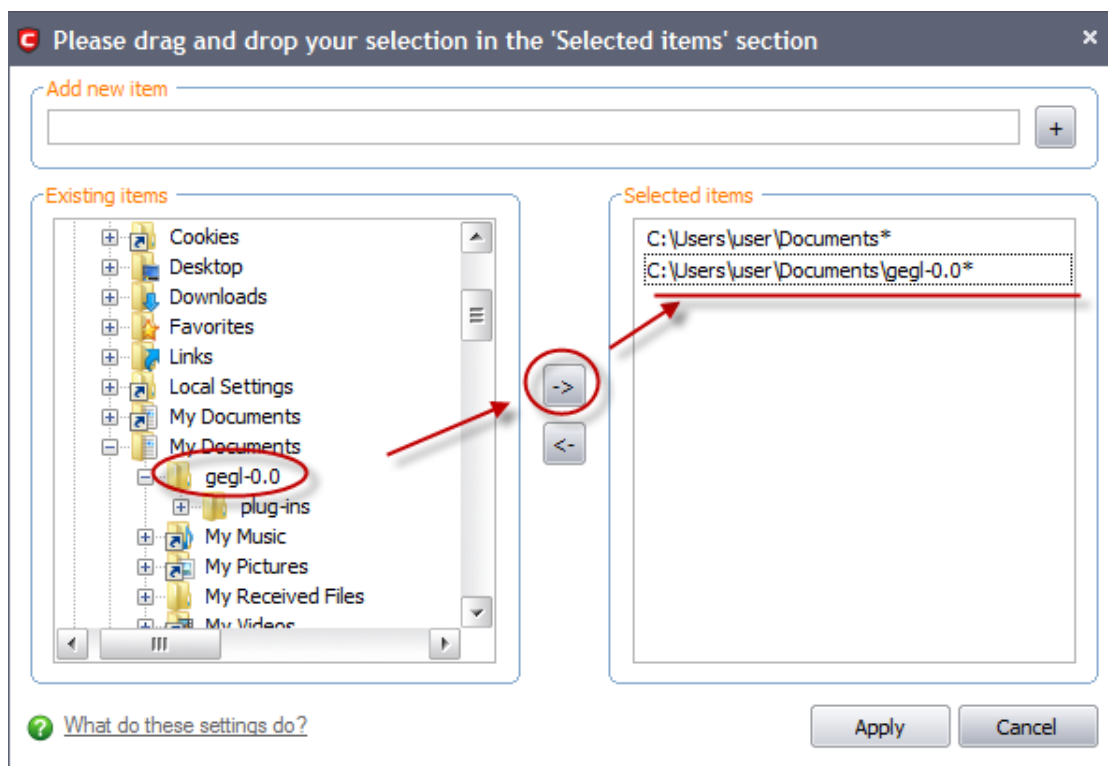 Please drag and drop your selection in the 'Selected items' section
Add new item
+
Existing items
Cookies
Desktop
Downloads
Favorites
Links
Local Settings
My Documents
My Documents
gegl-0.0
plug-ins
My Music
My Pictures
My Received Files
My Videos
->
<-
Selected items
C:\Users\user\Documents*
C:\Users\user\Documents\gegl-0.0*
What do these settings do?
Apply
Cancel